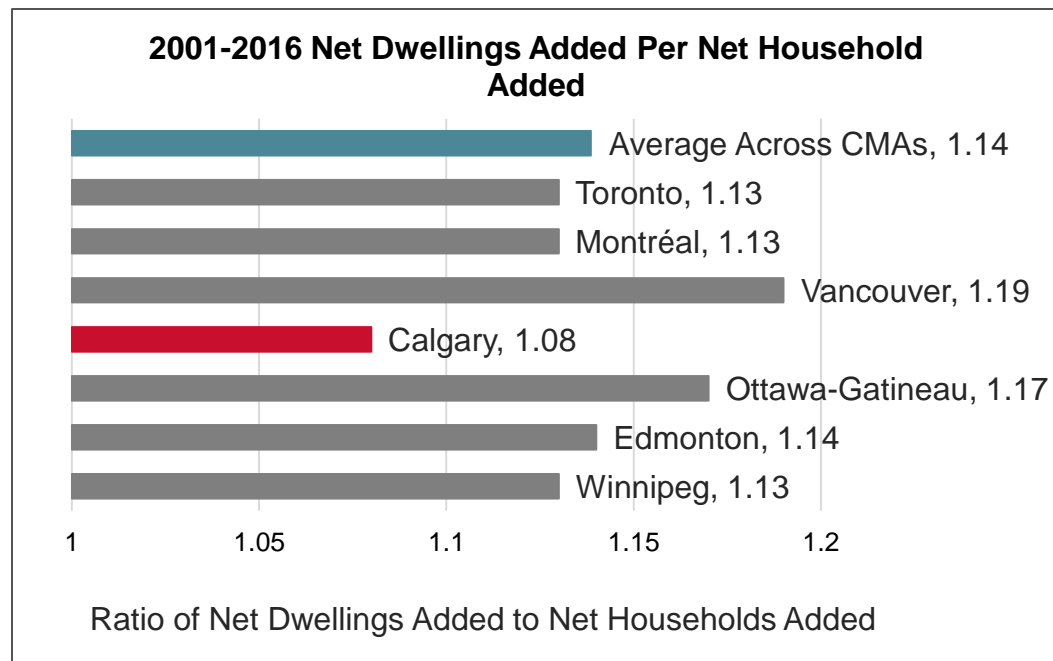 2001-2016 Net Dwellings Added Per Net Household
Added
Average Across CMAs, 1.14
Toronto, 1.13
Montréal, 1.13
Vancouver, 1.19
Calgary, 1.08
Ottawa-Gatineau, 1.17
Edmonton, 1.14
Winnipeg, 1.13
1 1.05 1.1 1.15 1.2
Ratio of Net Dwellings Added to Net Households Added